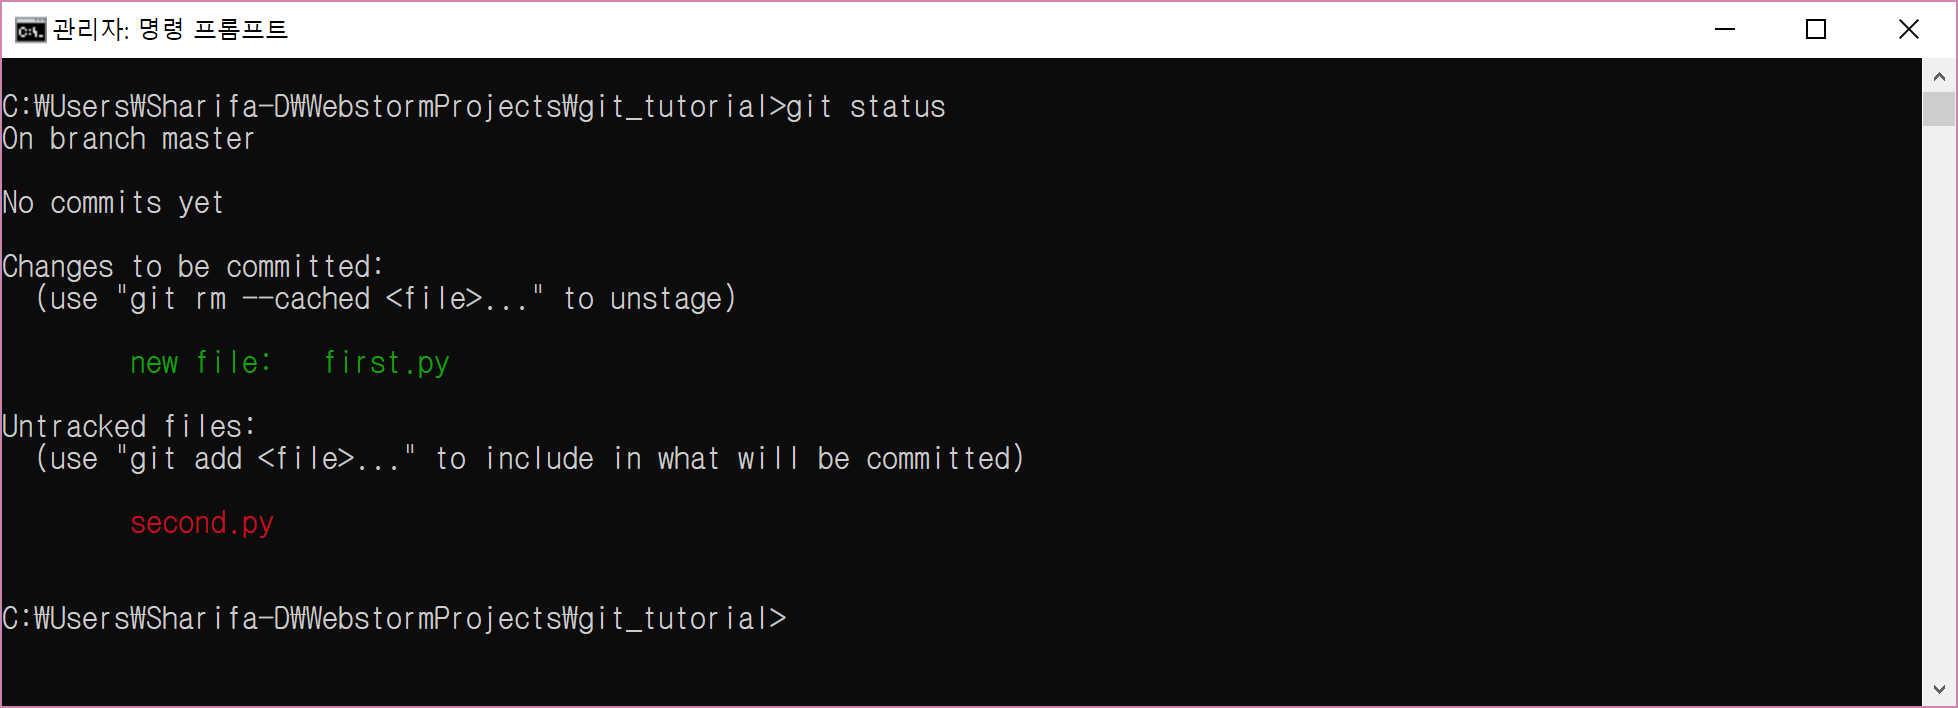 관리자: 명령 프롬프트
C:₩Users₩Sharifa-D₩WebstormProjects₩git_tutorial>git status
On branch master
No commits yet
Changes to be committed:
(use "git rm --cached <file>..." to unstage)
new file: first.py
Untracked files:
(use "git add <file>..." to include in what will be committed)
second.py
C:₩Users₩Sharifa-D₩WebstormProjects₩git_tutorial>